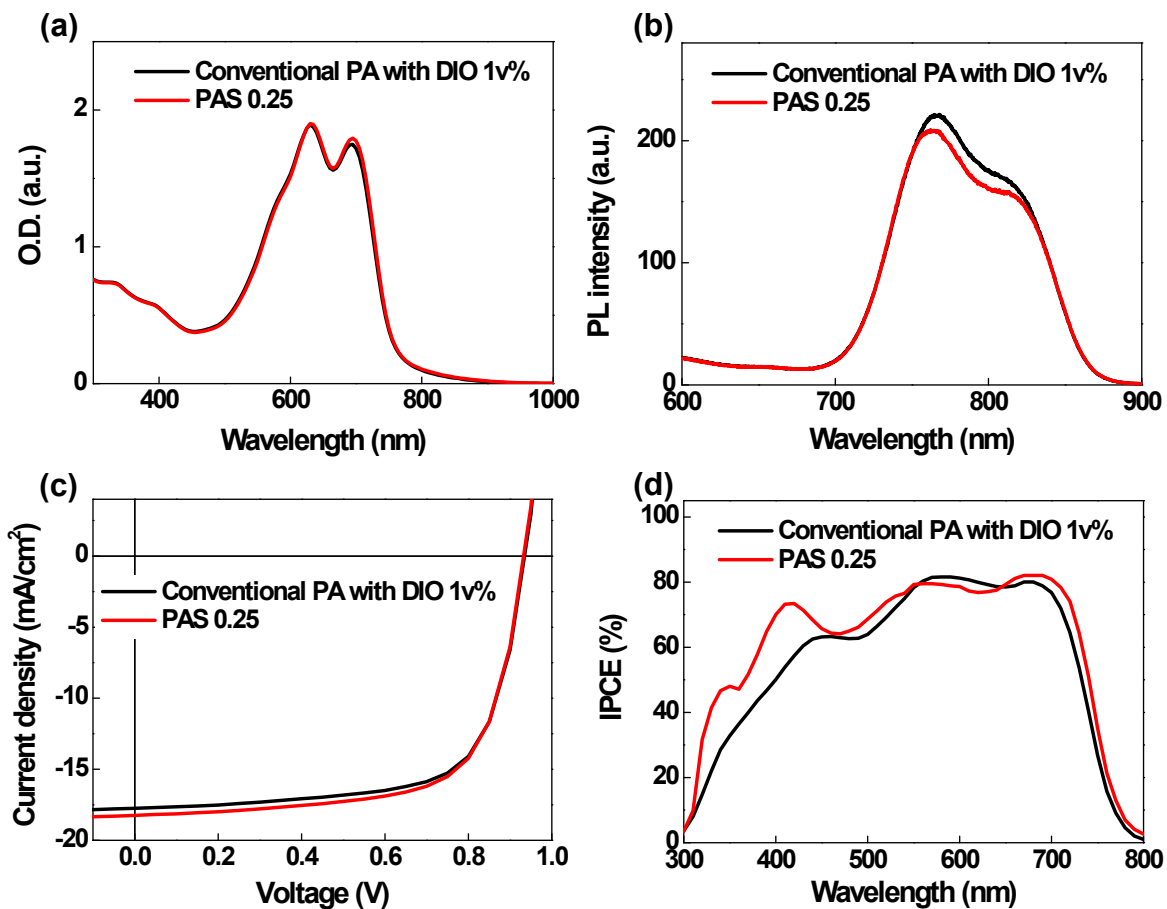 (a)
Conventional PA with DIO 1v%
PAS 0.25
O.D. (a.u.)
2
1
0
400
600
800
1000
Wavelength (nm)
(b)
Conventional PA with DIO 1v%
PAS 0.25
PL intensity (a.u.)
200
100
0
600
700
800
900
Wavelength (nm)
(c)
Conventional PA with DIO 1v%
PAS 0.25
Current density (mA/cm²)
0
-5
-10
-15
-20
0.0
0.2
0.4
0.6
0.8
1.0
Voltage (V)
(d)
Conventional PA with DIO 1v%
PAS 0.25
IPCE (%)
100
80
60
40
20
0
300
400
500
600
700
800
Wavelength (nm)